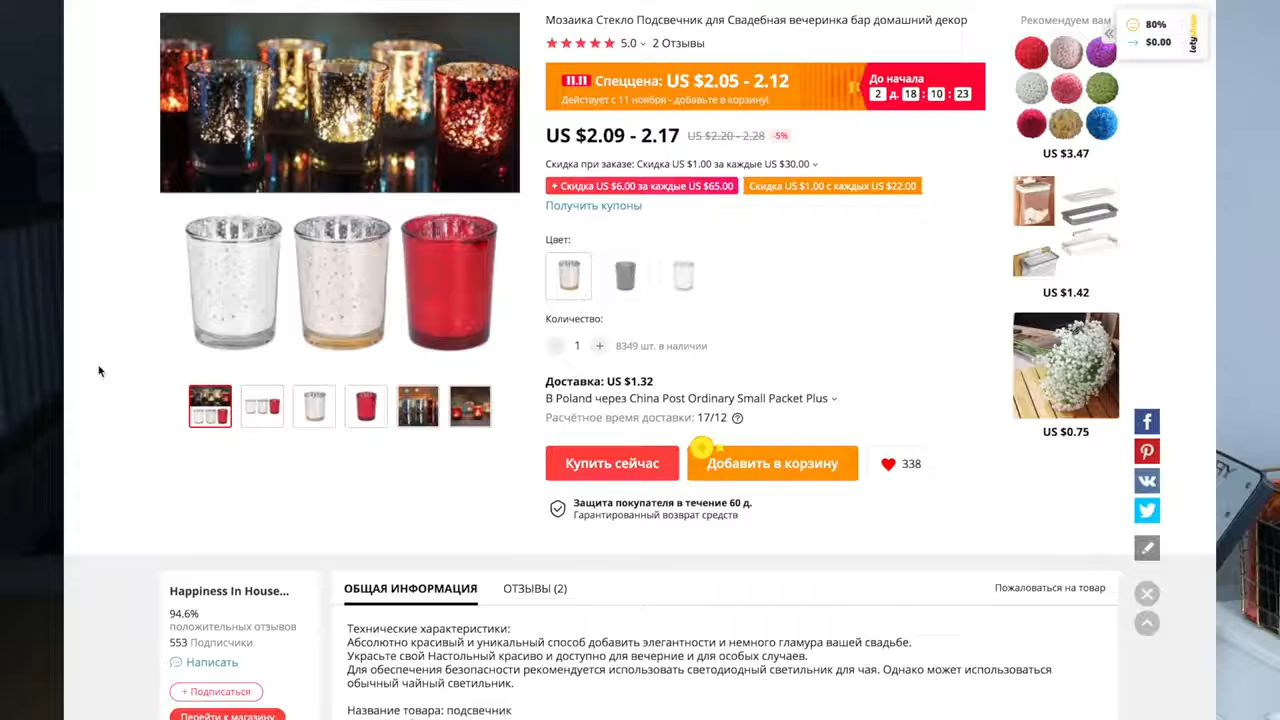 Мозаика Стекло Подсвечник для Свадебная вечеринка бар домашний декор
5.0 2 Отзывы
11.11 Спеццена: US $2.05 - 2.12
Действует с 11 ноября - добавьте в корзину!
До начала
2 д. 18 : 10 : 23
US $2.09 - 2.17 US $2.20 - 2.28 -5%
Скидка при заказе: Скидка US $1.00 за каждые US $30.00
+ Скидка US $6.00 за каждые US $65.00 Скидка US $1.00 с каждых US $22.00
Получить купоны
Цвет:
Количество:
1 + 8349 шт. в наличии
Доставка: US $1.32
В Poland через China Post Ordinary Small Packet Plus
Расчётное время доставки: 17/12
Купить сейчас Добавить в корзину 338
Защита покупателя в течение 60 д.
Гарантированный возврат средств
Рекомендуем вам
80%
$0.00
US $3.47
US $1.42
US $0.75
Happiness In House...
94.6%
положительных отзывов
553 Подписчики
Написать
+ Подписаться
Перейти к магазину
ОБЩАЯ ИНФОРМАЦИЯ ОТЗЫВЫ (2) Пожаловаться на товар
Технические характеристики:
Абсолютно красивый и уникальный способ добавить элегантности и немного гламура вашей свадьбе.
Украсьте свой Настольный красиво и доступно для вечерние и для особых случаев.
Для обеспечения безопасности рекомендуется использовать светодиодный светильник для чая. Однако может использоваться
обычный чайный светильник.
Название товара: подсвечник